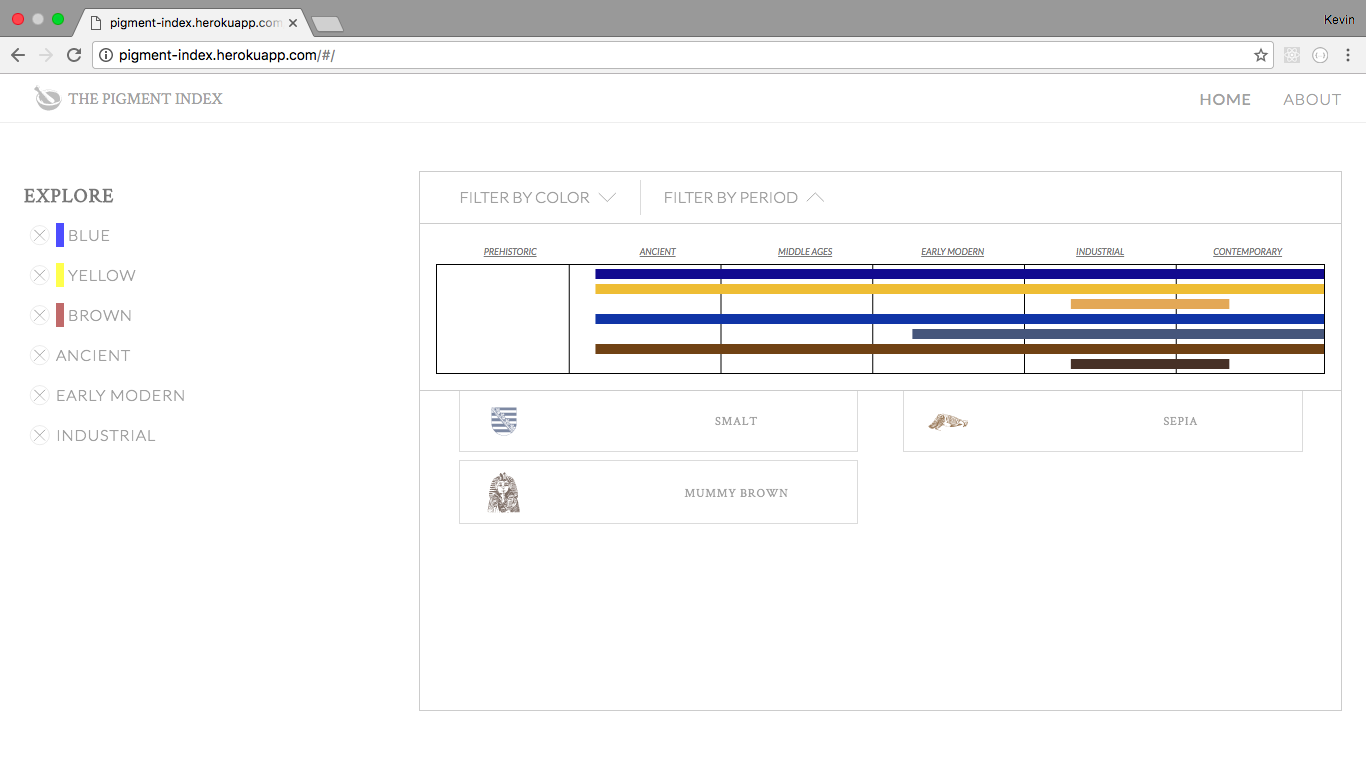 pigment-index.herokuapp.com
Kevin
pigment-index.herokuapp.com/#/
THE PIGMENT INDEX
HOME
ABOUT
EXPLORE
BLUE
YELLOW
BROWN
ANCIENT
EARLY MODERN
INDUSTRIAL
FILTER BY COLOR
FILTER BY PERIOD
PREHISTORIC
ANCIENT
MIDDLE AGES
EARLY MODERN
INDUSTRIAL
CONTEMPORARY
SMALT
SEPIA
MUMMY BROWN